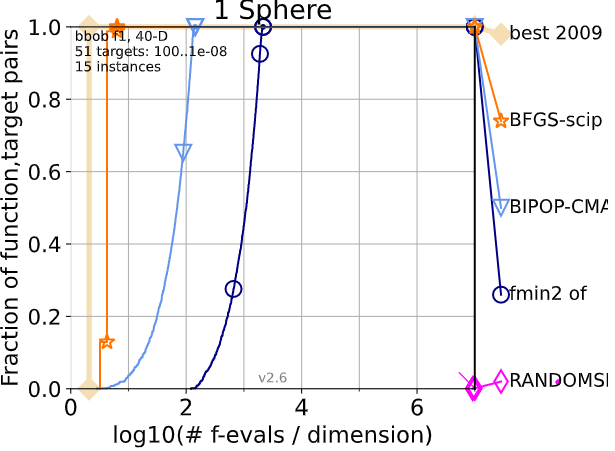 1 Sphere
bbob f1, 40-D
51 targets: 100..1e-08
15 instances
Fraction of function,target pairs
1.0
0.8
0.6
0.4
0.2
0.0
0
2
4
6
log10(# f-evals / dimension)
v2.6
best 2009
BFGS-scip
BIPOP-CMA
fmin2 of
RANDOMS